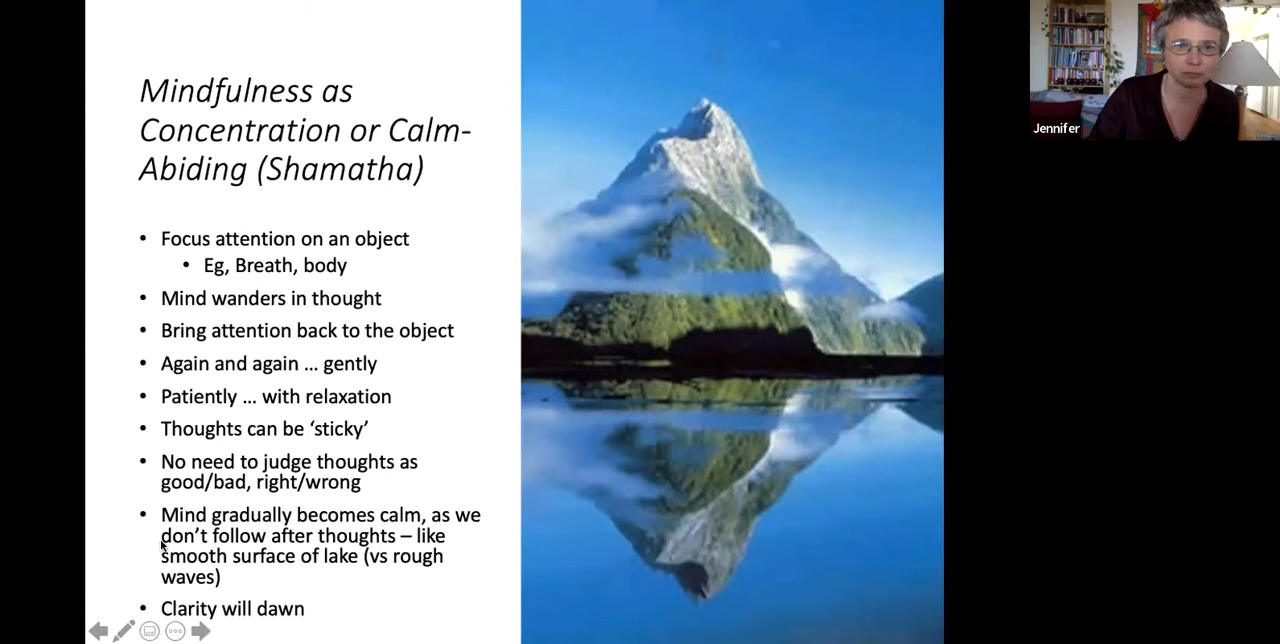 Mindfulness as
Concentration or Calm-
Abiding (Shamatha)
• Focus attention on an object
• Eg, Breath, body
• Mind wanders in thought
• Bring attention back to the object
• Again and again … gently
• Patiently … with relaxation
• Thoughts can be ‘sticky’
• No need to judge thoughts as
good/bad, right/wrong
• Mind gradually becomes calm, as we
don’t follow after thoughts – like
smooth surface of lake (vs rough
waves)
• Clarity will dawn
Jennifer